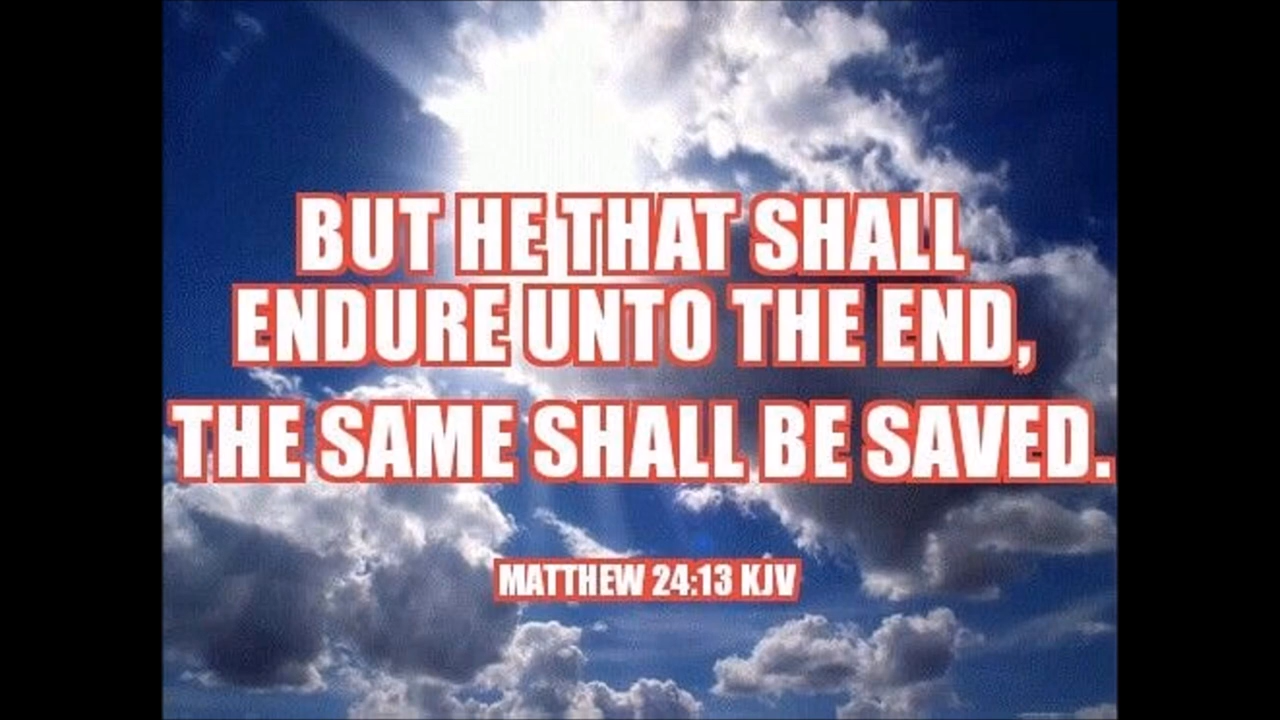 BUT HE THAT SHALL
ENDURE UNTO THE END,
THE SAME SHALL BE SAVED.
MATTHEW 24:13 KJV